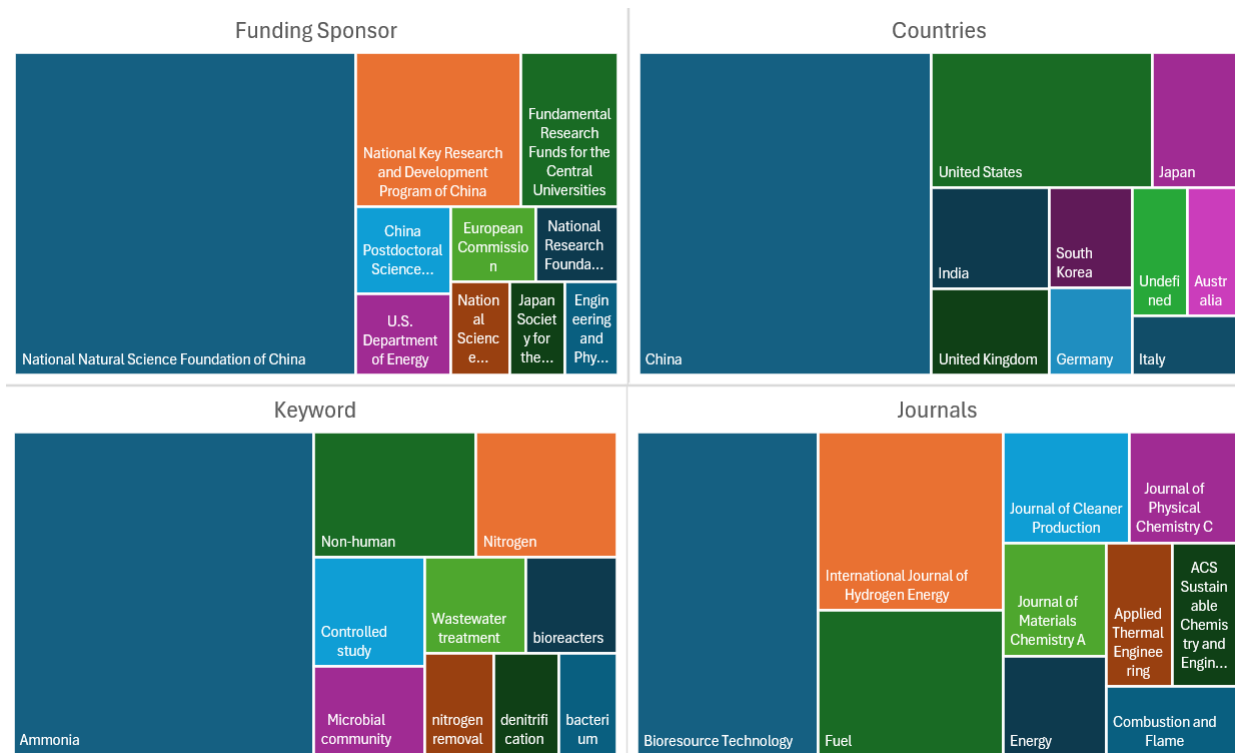 Funding Sponsor
National Natural Science Foundation of China
National Key Research
and Development
Program of China
Fundamental
Research
Funds for the
Central
Universities
China
Postdoctoral
Science...
European
Commissio
n
National
Research
Founda...
U.S.
Department
of Energy
Nation
al
Scienc
e...
Japan
Societ
y for
the...
Engin
eering
and
Phy...
Countries
China
United States
Japan
India
South
Korea
Undefi
ned
Austr
alia
United Kingdom
Germany
Italy
Keyword
Ammonia
Non-human
Nitrogen
Controlled
study
Wastewater
treatment
bioreacters
Microbial
community
nitrogen
removal
denitrifi
cation
bacteri
um
Journals
Bioresource Technology
International Journal of
Hydrogen Energy
Fuel
Journal of Cleaner
Production
Journal of
Physical
Chemistry C
Journal of
Materials
Chemistry A
Applied
Thermal
Enginee
ring
ACS
Sustain
able
Chemis
try and
Engin...
Energy
Combustion and
Flame